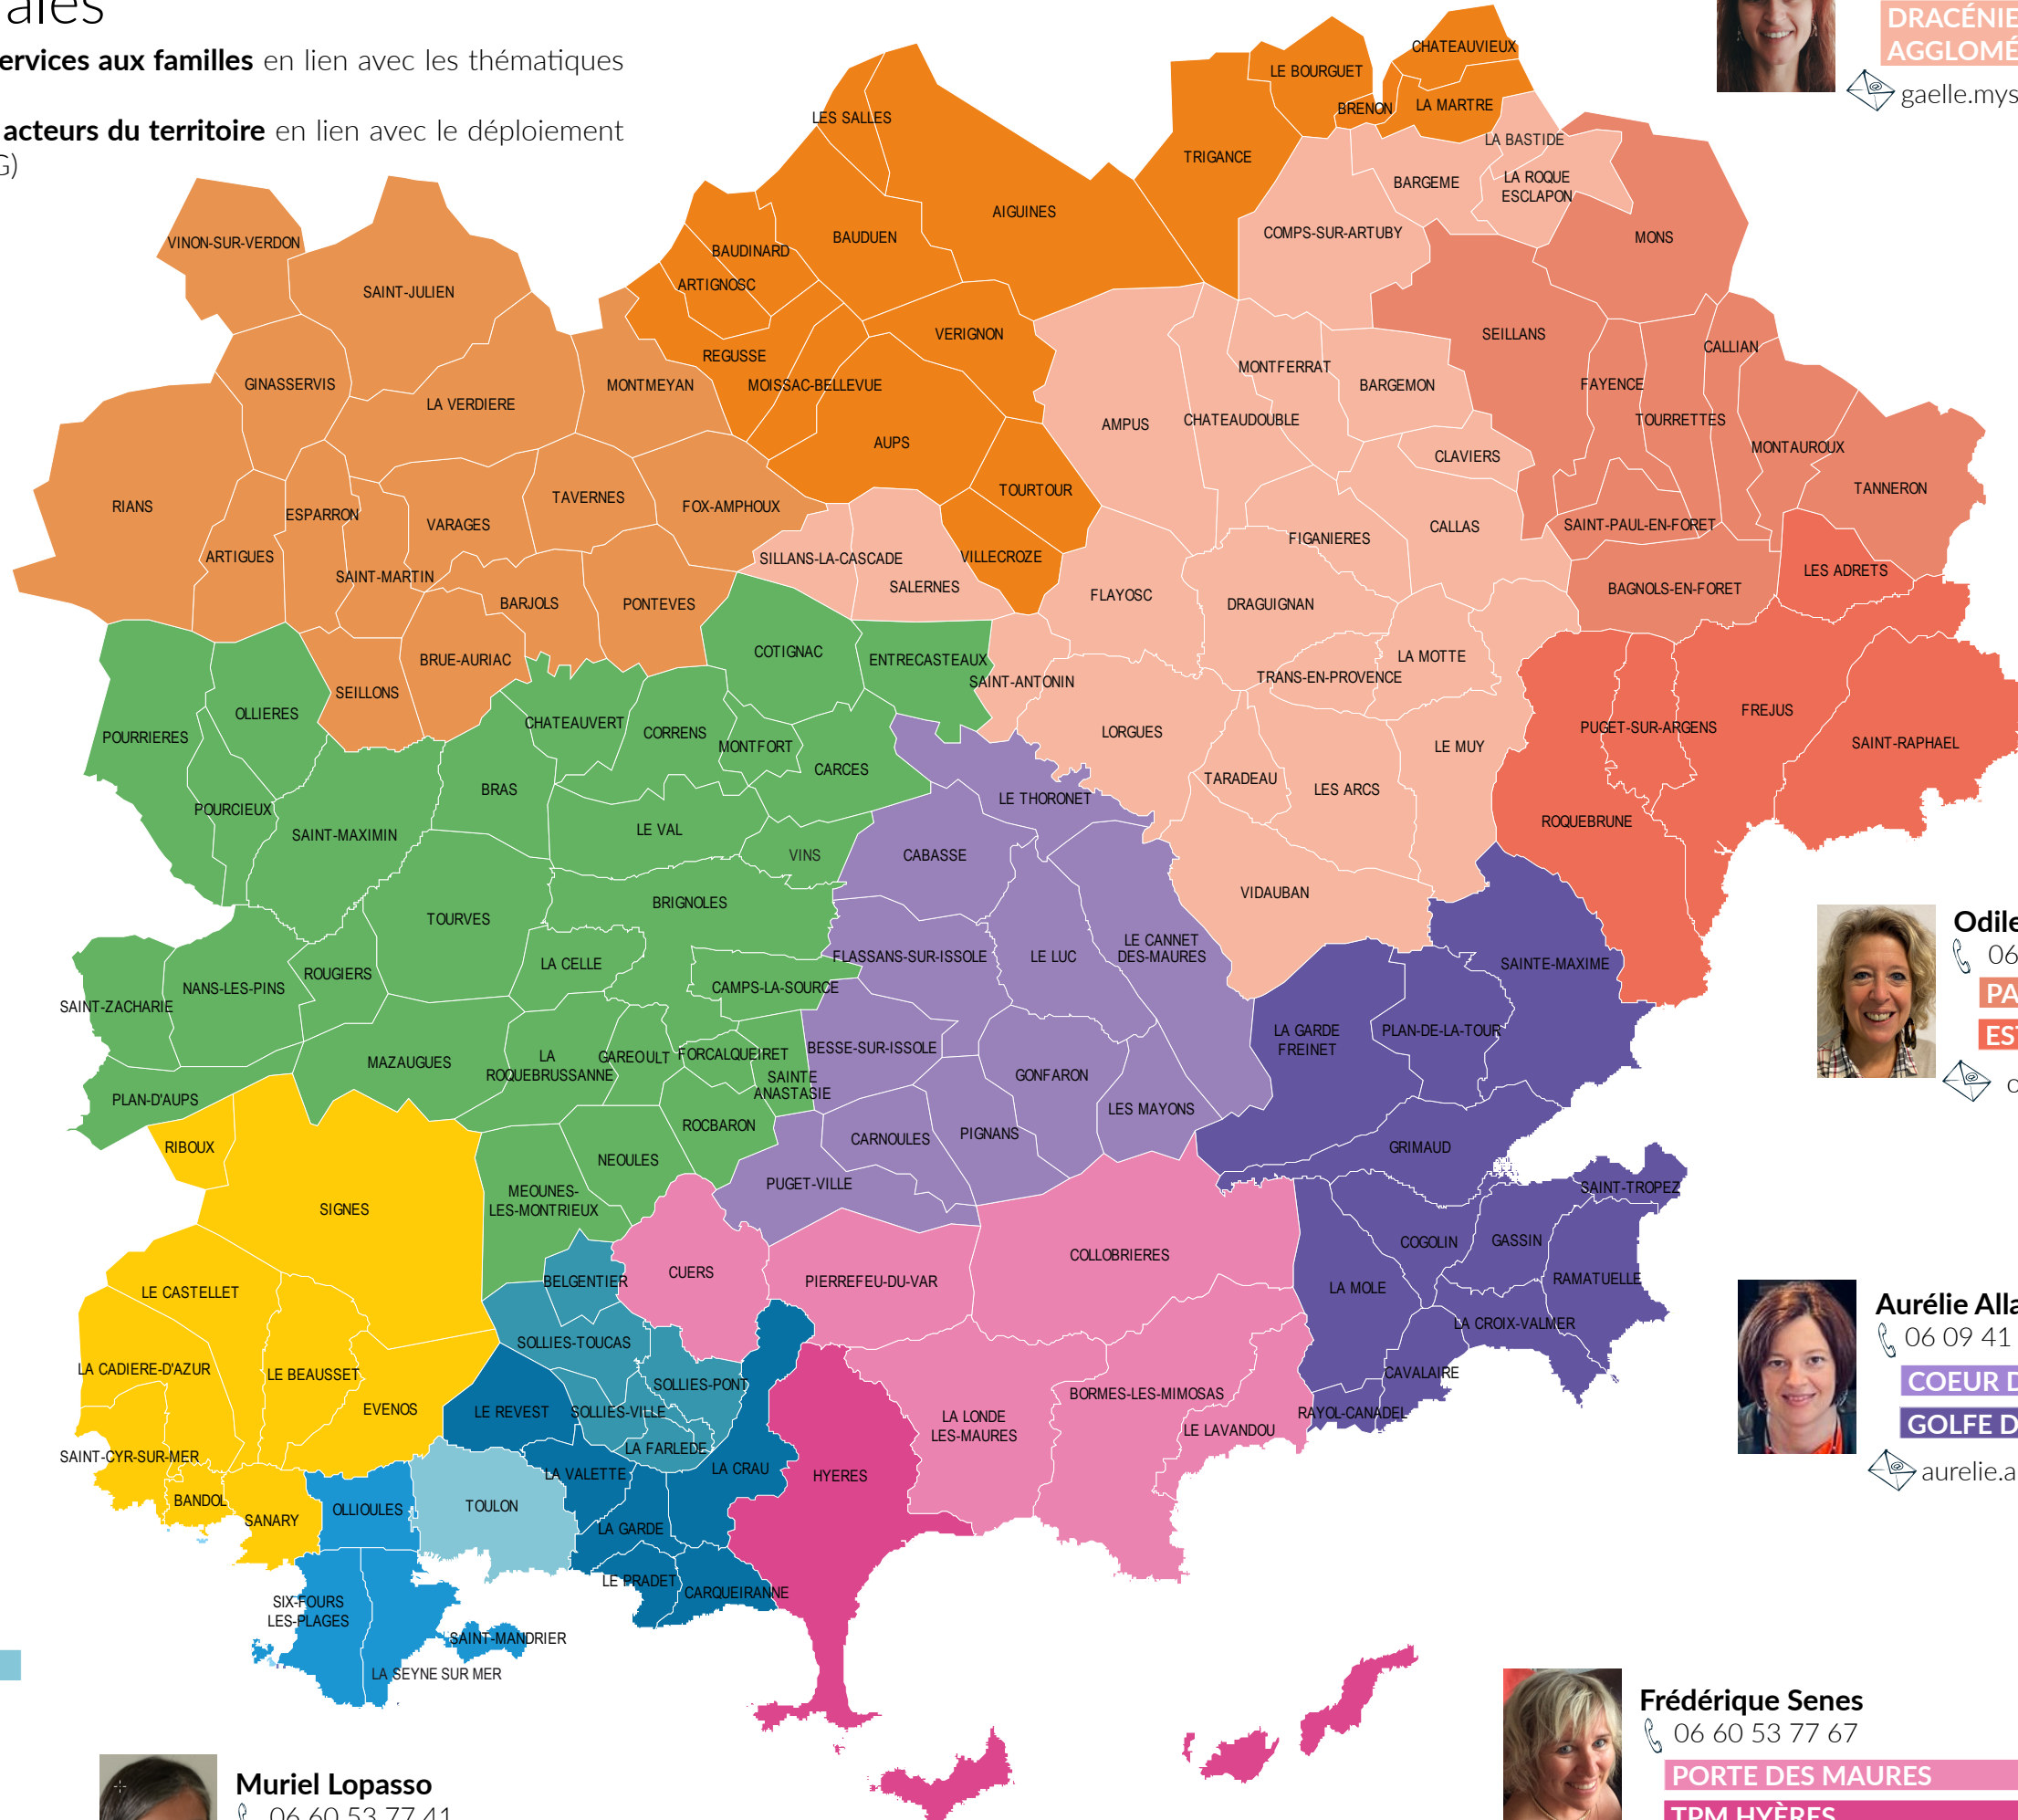 ales
ervices aux familles en lien avec les thématiques
acteurs du territoire en lien avec le déploiement
G)
DRACÉNIE
AGGLOMÉ
gaelle.mys
CHATEAUVIEUX
LE BOURGUET
BRENON
LA MARTRE
LES SALLES
LA BASTIDE
TRIGANCE
BARGEME
LA ROQUE
ESCLAPON
AIGUINES
COMPS-SUR-ARTUBY
MONS
VINON-SUR-VERDON
BAUDUEN
BAUDINARD
SAINT-JULIEN
ARTIGNOSC
VERIGNON
SEILLANS
CALLIAN
REGUSSE
MONTFERRAT
GINASSERVIS
MONTMEYAN
MOISSAC-BELLEVUE
BARGEMON
FAYENCE
LA VERDIERE
AMPUS
CHATEAUDOUBLE
TOURRETTES
AUPS
MONTAUROUX
CLAVIERS
TOURTOUR
TANNERON
RIANS
ESPARRON
TAVERNES
FOX-AMPHOUX
VARAGES
CALLAS
SAINT-PAUL-EN-FORET
FIGANIERES
ARTIGUES
SILLANS-LA-CASCADE
VILLECROZE
SAINT-MARTIN
LES ADRETS
SALERNES
BAGNOLS-EN-FORET
FLAYOSC
BARJOLS
PONTEVES
DRAGUIGNAN
COTIGNAC
BRUE-AURIAC
ENTRECASTEAUX
LA MOTTE
SEILLONS
SAINT-ANTONIN
TRANS-EN-PROVENCE
OLLIERES
CHATEAUVERT
FREJUS
POURRIERES
CORRENS
MONTFORT
LORGUES
LE MUY
PUGET-SUR-ARGENS
SAINT-RAPHAEL
CARCES
TARADEAU
BRAS
LES ARCS
LE THORONET
POURCIEUX
SAINT-MAXIMIN
LE VAL
ROQUEBRUNE
VINS
CABASSE
VIDAUBAN
BRIGNOLES
TOURVES
LE CANNET
DES-MAURES
FLASSANS-SUR-ISSOLE
LE LUC
SAINTE-MAXIME
LA CELLE
ROUGIERS
NANS-LES-PINS
CAMPS-LA-SOURCE
SAINT-ZACHARIE
LA GARDE
FREINET
PLAN-DE-LA-TOUR
BESSE-SUR-ISSOLE
MAZAUGUES
LA
ROQUEBRUSSANNE
GAREOULT
FORCALQUEIRET
SAINTE
ANASTASIE
GONFARON
PLAN-D'AUPS
LES MAYONS
ROCBARON
CARNOULES
PIGNANS
RIBOUX
GRIMAUD
NEOULES
PUGET-VILLE
MEOUNES-
LES-MONTRIEUX
SAINT-TROPEZ
SIGNES
COGOLIN
GASSIN
COLLOBRIERES
CUERS
BELGENTIER
PIERREFEU-DU-VAR
RAMATUELLE
LA MOLE
LE CASTELLET
LA CROIX-VALMER
SOLLIES-TOUCAS
LA CADIERE-D'AZUR
LE BEAUSSET
CAVALAIRE
SOLLIES-PONT
BORMES-LES-MIMOSAS
EVENOS
LE REVEST
SOLLIES-VILLE
RAYOL-CANADEL
LA LONDE
LES-MAURES
LE LAVANDOU
LA FARLEDE
SAINT-CYR-SUR-MER
LA VALETTE
LA CRAU
HYERES
BANDOL
OLLIOULES
TOULON
SANARY
LA GARDE
LE PRADET
CARQUEIRANNE
SIX-FOURS
LES-PLAGES
SAINT-MANDRIER
LA SEYNE SUR MER
Odile
06
PA
EST
o
Aurélie Alla
06 09 41
COEUR D
GOLFE D
aurelie.a
Frédérique Senes
06 60 53 77 67
PORTE DES MAURES
TPM HYÈRES
Muriel Lopasso
06 60 53 77 41